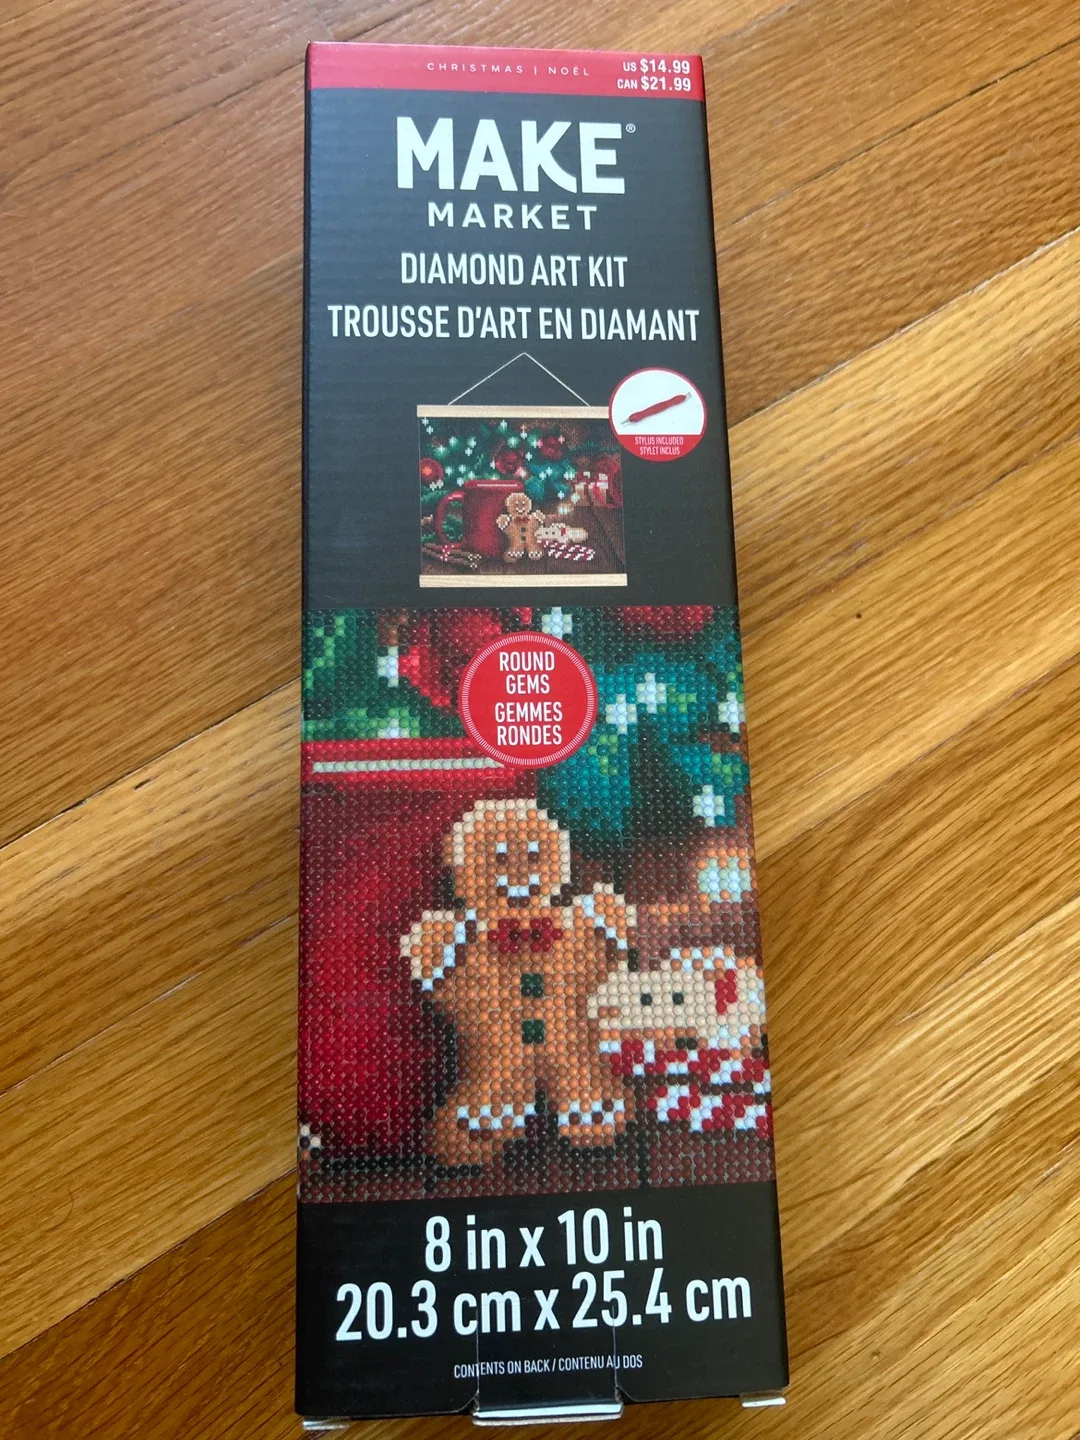 CHRISTMAS | NOËL
US $14.99
CAN $21.99
MAKE®
MARKET
DIAMOND ART KIT
TROUSSE D'ART EN DIAMANT
STYLUS INCLUDED
STYLET INCLUS
ROUND
GEMS
GEMMES
RONDES
8 in x 10 in
20.3 cm x 25.4 cm
CONTENTS ON BACK / CONTENU AU DOS